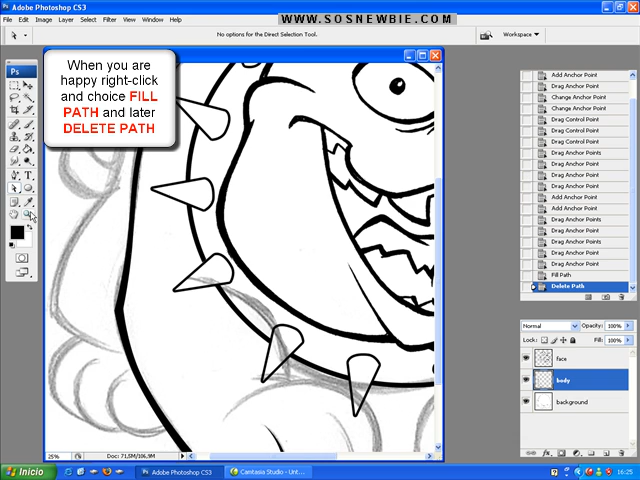 Adobe Photoshop CS3
WWW.SOSNEWBIE.COM
File Edit Image Layer Select Filter View Window Help
No options for the Direct Selection Tool.
Workspace
When you are
happy right-click
and choice FILL
PATH and later
DELETE PATH
Ps
T
Add Anchor Point
Drag Anchor Point
Change Anchor Point
Change Anchor Point
Drag Control Point
Drag Control Point
Drag Control Point
Drag Anchor Points
Drag Anchor Point
Drag Anchor Point
Drag Anchor Point
Add Anchor Point
Add Anchor Point
Drag Anchor Points
Drag Anchor Point
Drag Anchor Points
Drag Anchor Point
Drag Anchor Point
Fill Path
Delete Path
Normal Opacity: 100%
Lock: Fill: 100%
face
body
background
25% Doc: 71,5M/106,9M
Inicio
Adobe Photoshop CS3
Camtasia Studio - Unt...
16:25